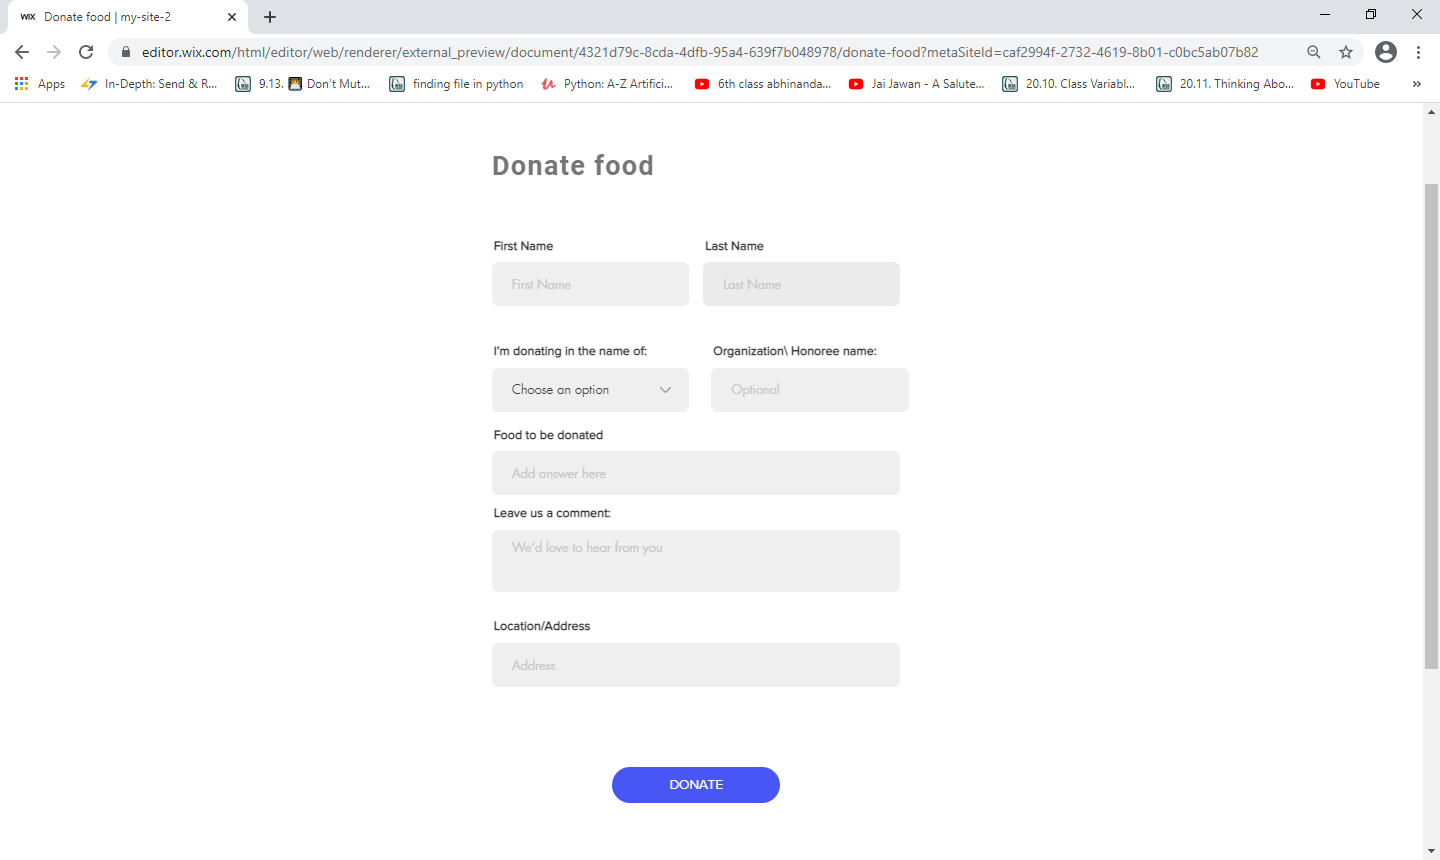 WIX Donate food | my-site-2
editor.wix.com/html/editor/web/renderer/external_preview/document/4321d79c-8cda-4dfb-95a4-639f7b048978/donate-food?metaSiteId=caf2994f-2732-4619-8b01-c0bc5ab07b82
Apps In-Depth: Send & R... 9.13. Don't Mut... finding file in python Python: A-Z Artifici... 6th class abhinanda... Jai Jawan - A Salute... 20.10. Class Variabl... 20.11. Thinking Abo... YouTube »
Donate food
First Name Last Name
First Name Last Name
I'm donating in the name of: Organization\ Honoree name:
Choose an option Optional
Food to be donated
Add answer here
Leave us a comment:
We'd love to hear from you
Location/Address
Address
DONATE